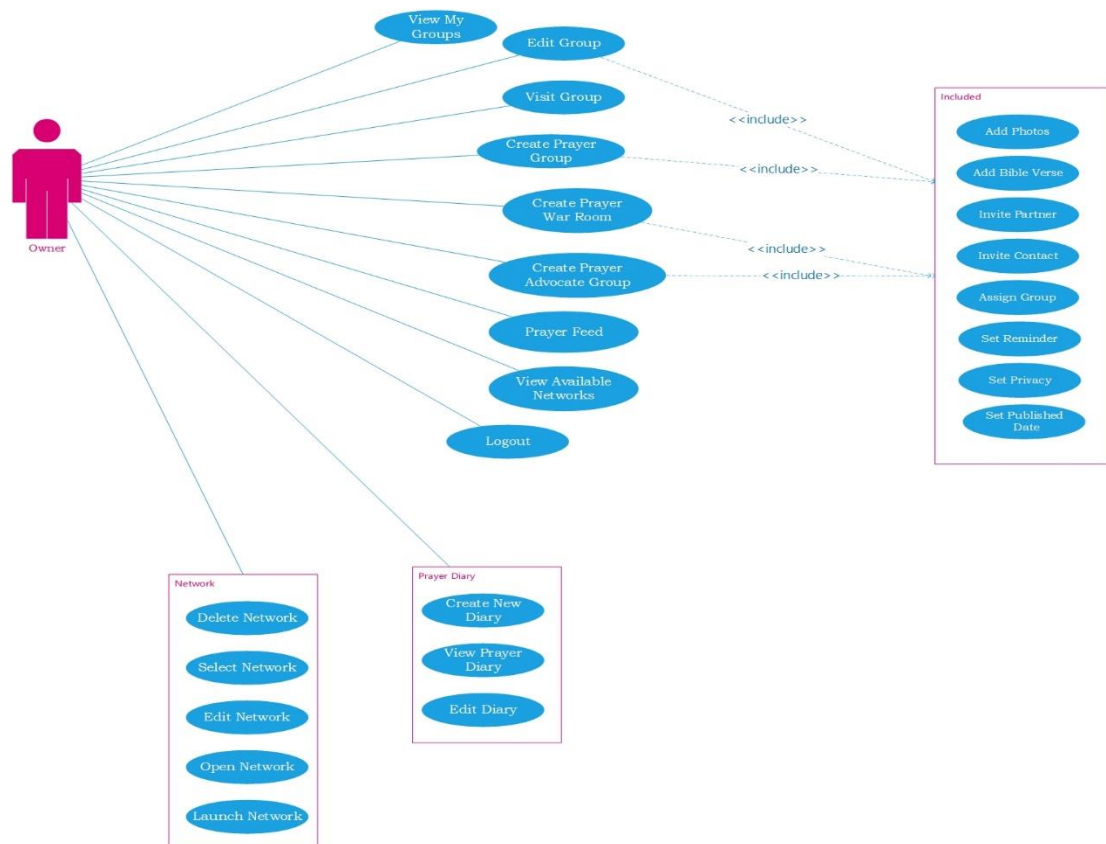 View My
Groups
Edit Group
Visit Group
Create Prayer
Group
Create Prayer
War Room
Create Prayer
Advocate Group
Prayer Feed
View Available
Networks
Logout
Owner
<<include>>
<<include>>
<<include>>
<<include>>
Included
Add Photos
Add Bible Verse
Invite Partner
Invite Contact
Assign Group
Set Reminder
Set Privacy
Set Published
Date
Network
Delete Network
Select Network
Edit Network
Open Network
Launch Network
Prayer Diary
Create New
Diary
View Prayer
Diary
Edit Diary